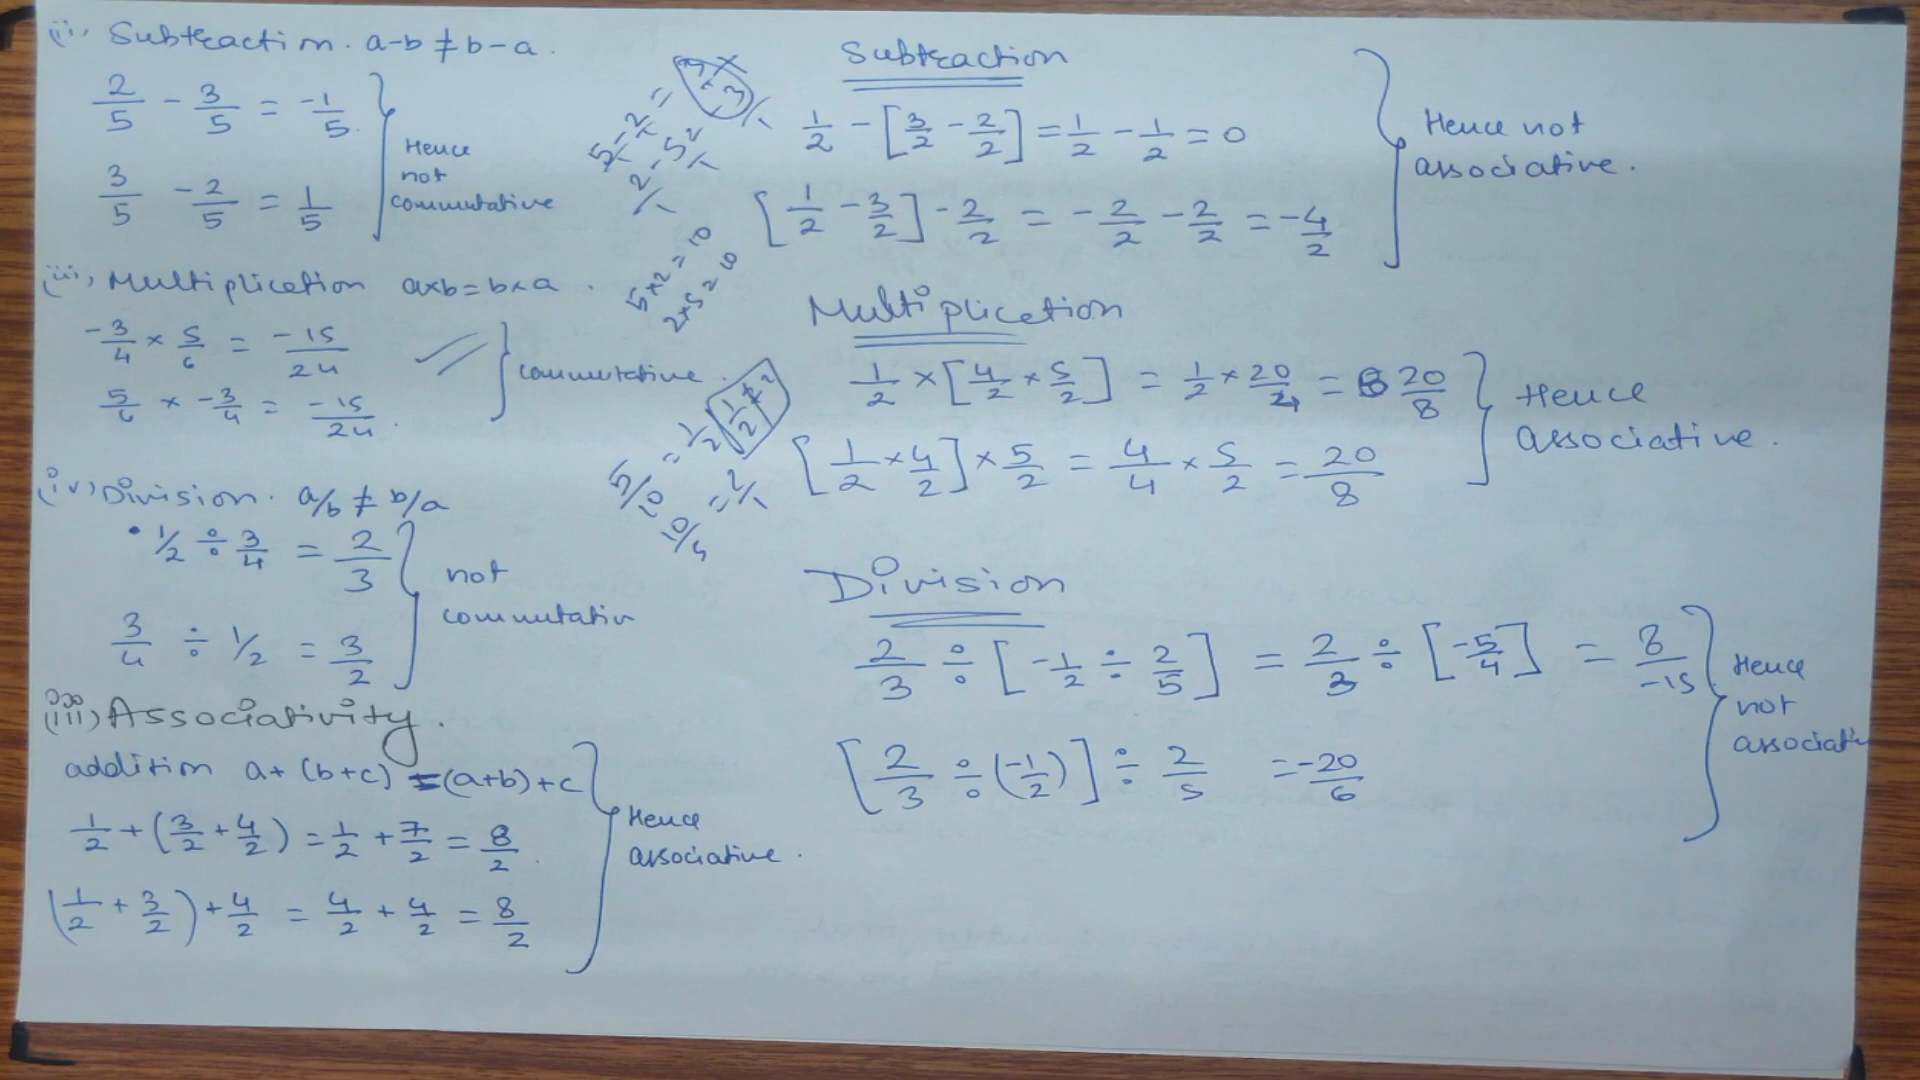 (ii) Subtraction. a-b ≠ b-a.
2/5 - 3/5 = -1/5
3/5 - 2/5 = 1/5
Hence
not
commutative
(iii) Multiplication a×b=b×a.
-3/4 × 5/6 = -15/24
5/6 × -3/4 = -15/24.
commutative.
(iv) Division. a/b ≠ b/a
• 1/2 ÷ 3/4 = 2/3
3/4 ÷ 1/2 = 3/2
not
commutativ
(iii) Associativity.
addition a+(b+c) =(a+b)+c
1/2 + (3/2 + 4/2) = 1/2 + 7/2 = 8/2
(1/2 + 3/2) + 4/2 = 4/2 + 4/2 = 8/2
Hence
associative.
5×2=10
2×5=10
Subtraction
1/2 - [3/2 - 2/2] = 1/2 - 1/2 = 0
[1/2 - 3/2] - 2/2 = -2/2 - 2/2 = -4/2
Hence not
associative.
Multiplication
1/2 × [4/2 × 5/2] = 1/2 × 20/4 = 20/8
[1/2 × 4/2] × 5/2 = 4/4 × 5/2 = 20/8
Hence
associative.
Division
2/3 ÷ [-1/2 ÷ 2/5] = 2/3 ÷ [-5/4] = 8/-15
[2/3 ÷ (-1/2)] ÷ 2/5 = -20/6
Hence
not
associativ